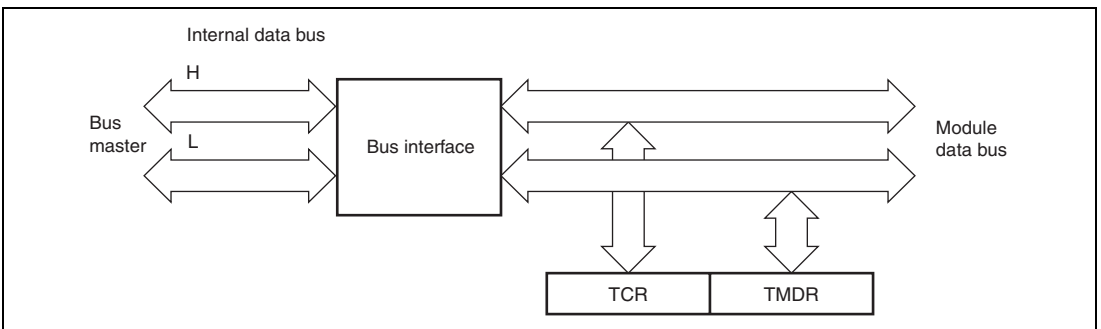 Internal data bus
H
Bus
master
L
Bus interface
Module
data bus
TCR
TMDR